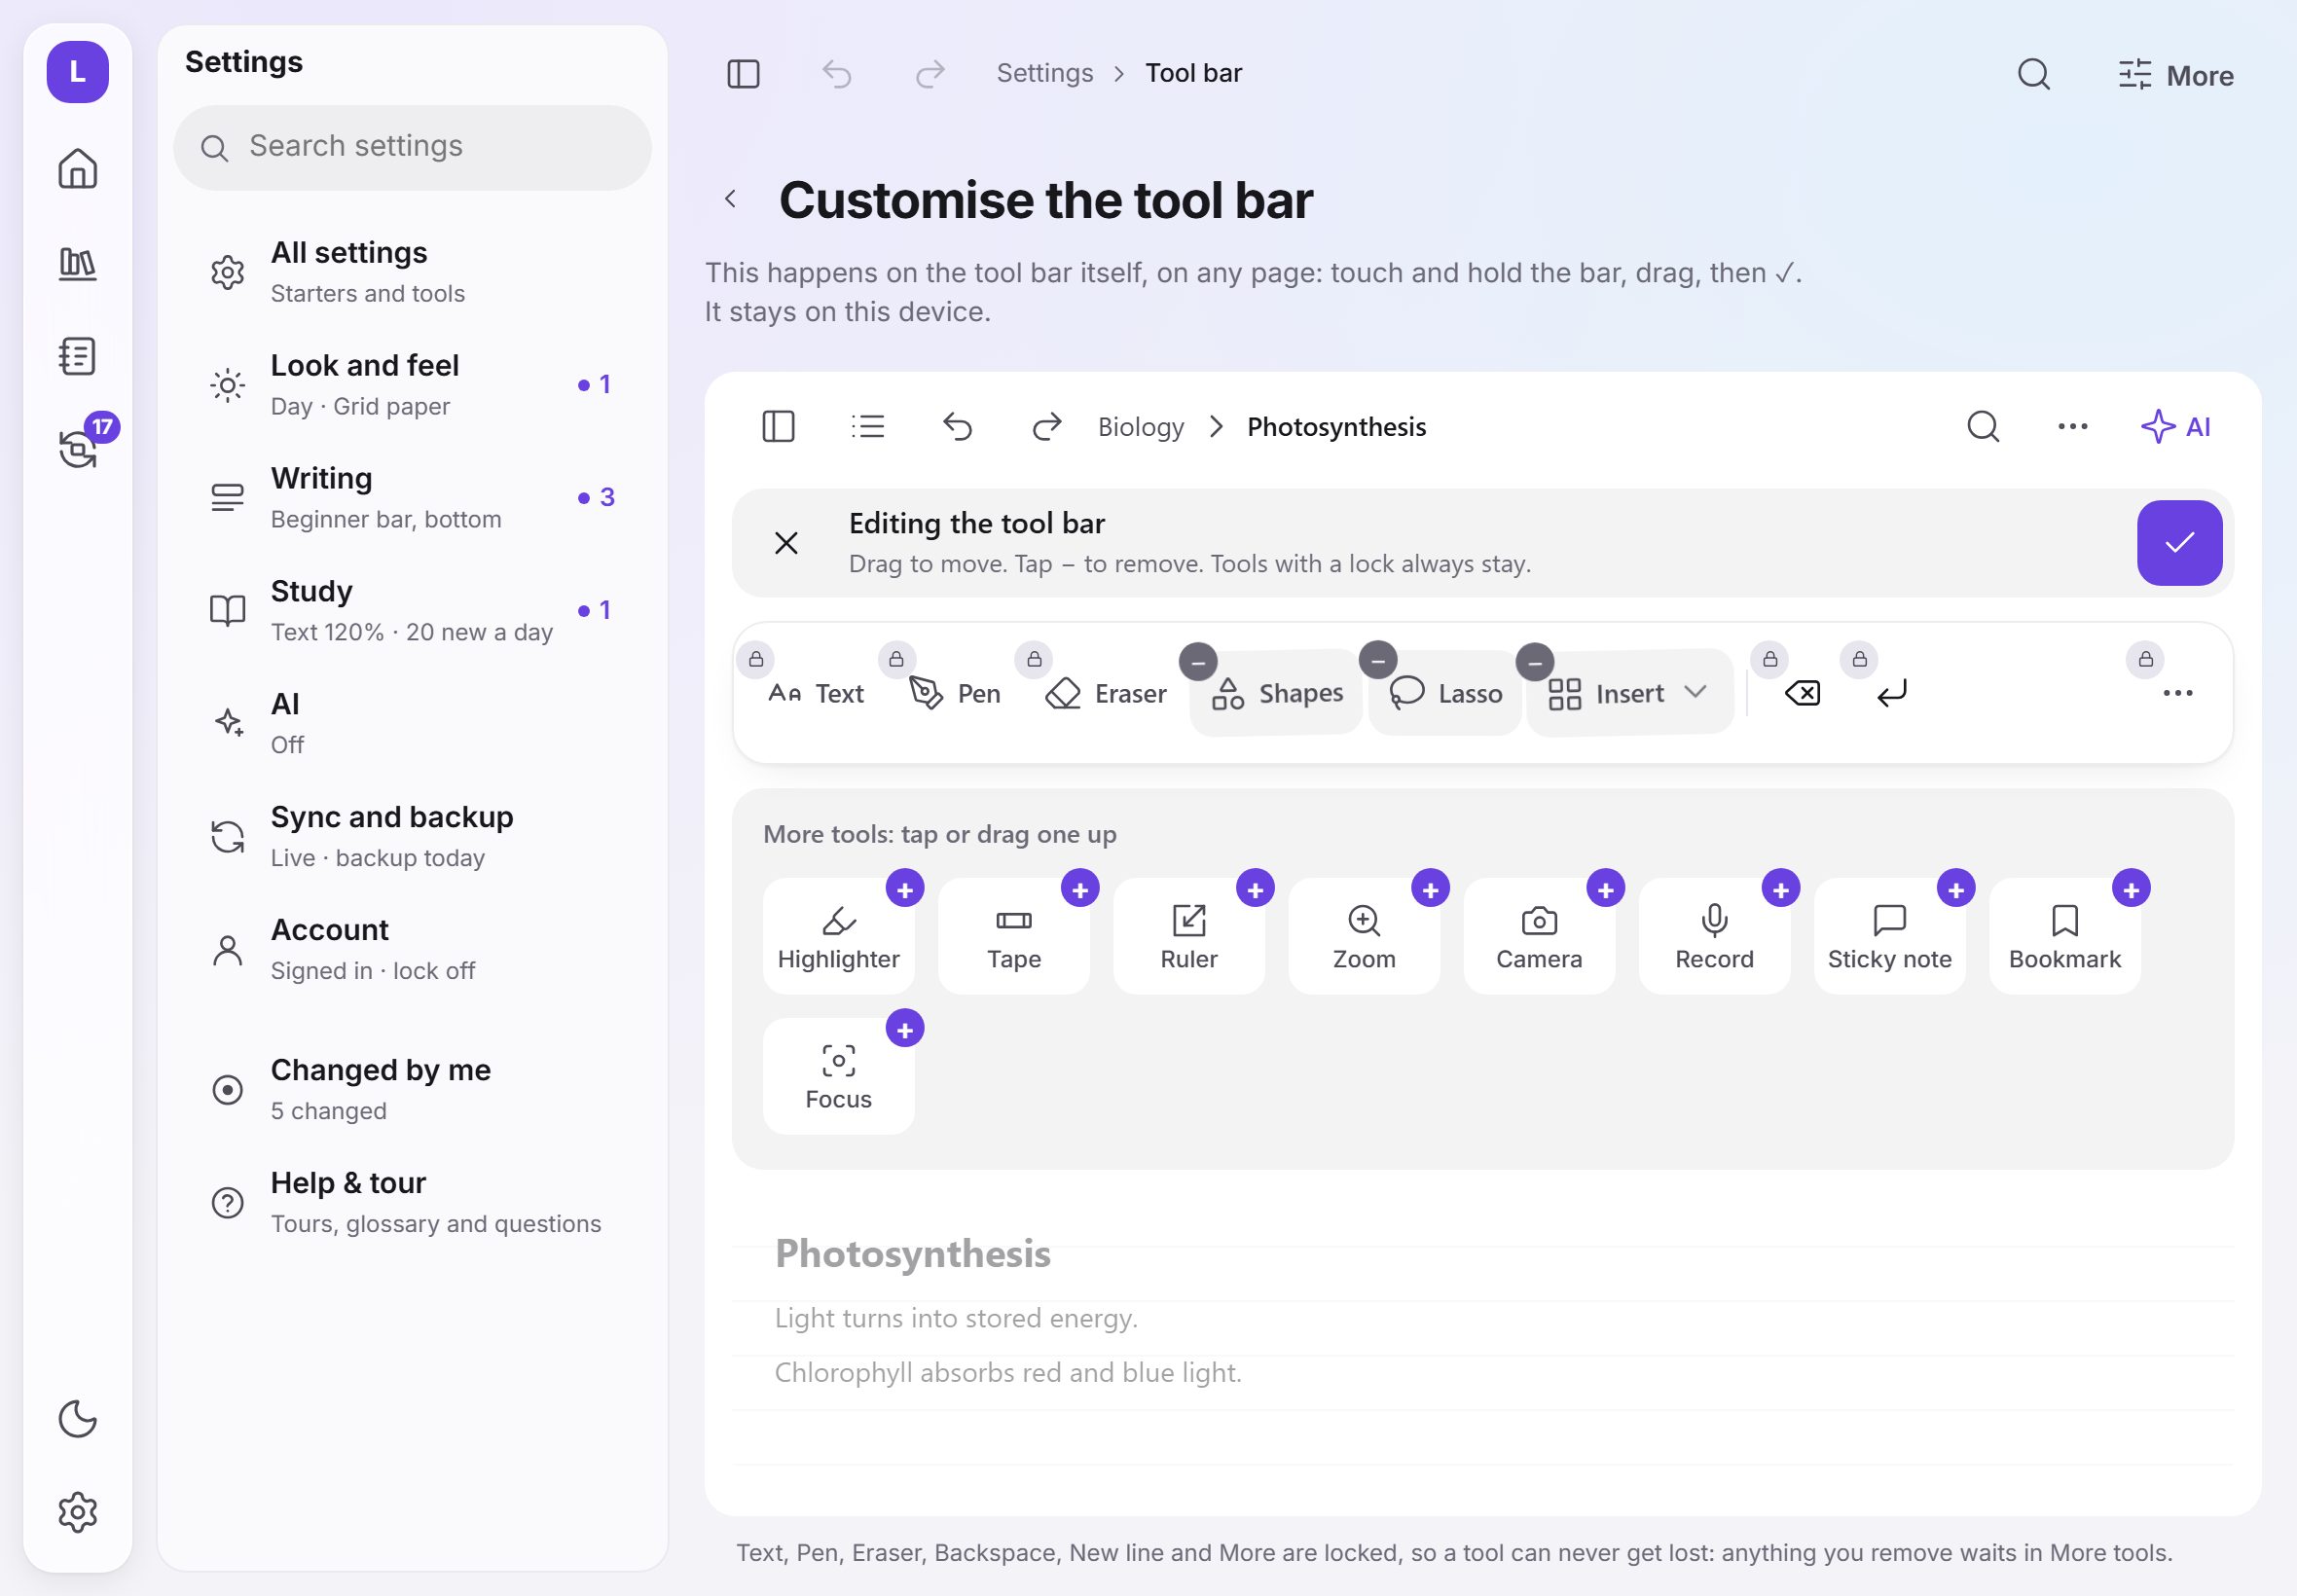 L
17
Settings
Search settings
All settings
Starters and tools
Look and feel
Day · Grid paper
1
Writing
Beginner bar, bottom
3
Study
Text 120% · 20 new a day
1
AI
Off
Sync and backup
Live · backup today
Account
Signed in · lock off
Changed by me
5 changed
Help & tour
Tours, glossary and questions
Settings > Tool bar
More
Customise the tool bar
This happens on the tool bar itself, on any page: touch and hold the bar, drag, then ✓.
It stays on this device.
Biology > Photosynthesis
AI
Editing the tool bar
Drag to move. Tap − to remove. Tools with a lock always stay.
Text Pen Eraser Shapes Lasso Insert
More tools: tap or drag one up
Highlighter Tape Ruler Zoom Camera Record Sticky note Bookmark
Focus
Photosynthesis
Light turns into stored energy.
Chlorophyll absorbs red and blue light.
Text, Pen, Eraser, Backspace, New line and More are locked, so a tool can never get lost: anything you remove waits in More tools.